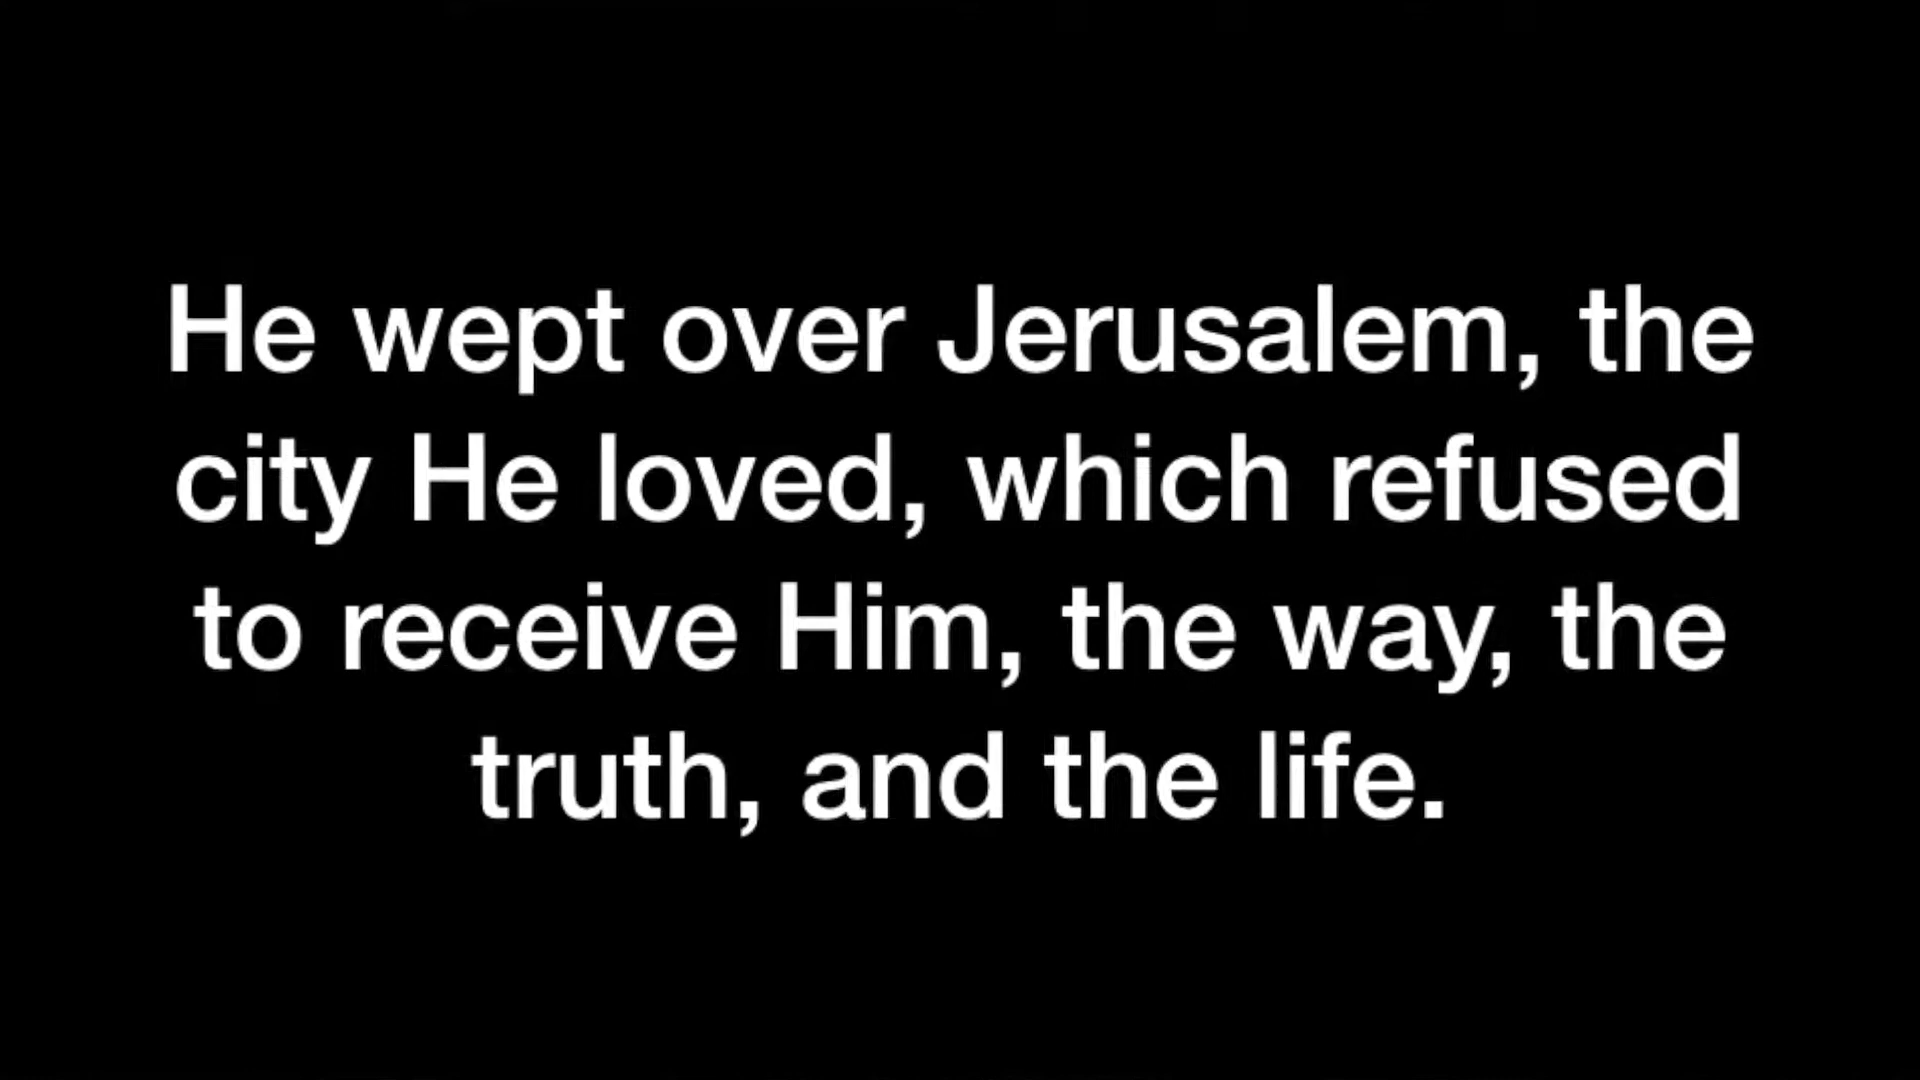 He wept over Jerusalem, the
city He loved, which refused
to receive Him, the way, the
truth, and the life.